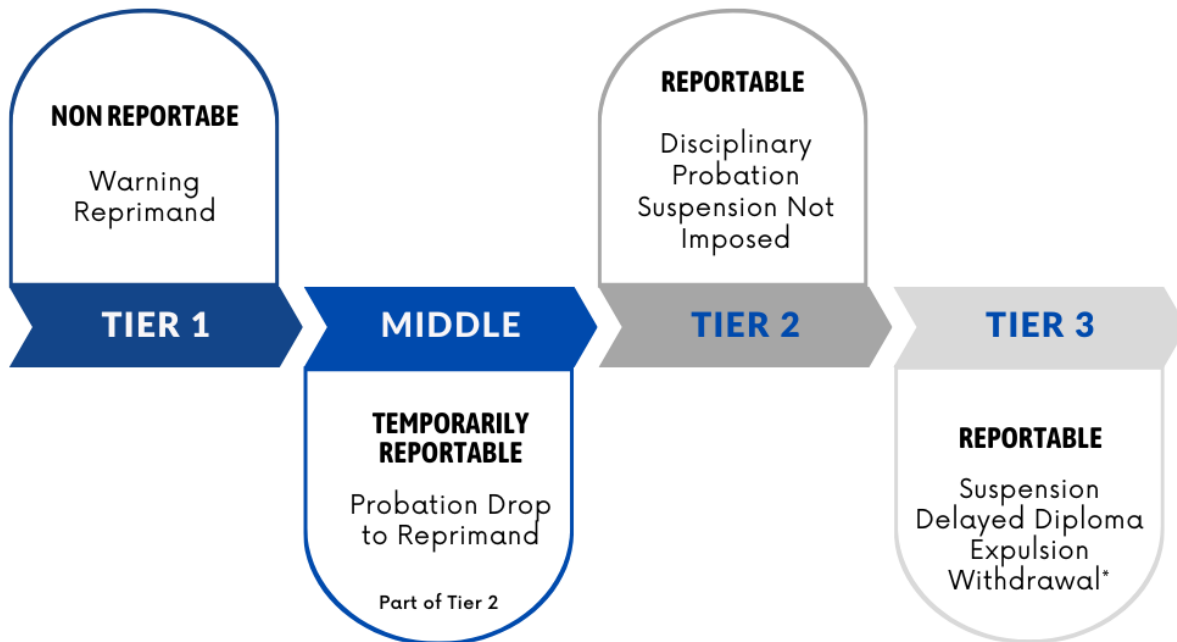 NON REPORTABE
Warning
Reprimand
TIER 1
MIDDLE
TEMPORARILY
REPORTABLE
Probation Drop
to Reprimand
Part of Tier 2
REPORTABLE
Disciplinary
Probation
Suspension Not
Imposed
TIER 2
TIER 3
REPORTABLE
Suspension
Delayed Diploma
Expulsion
Withdrawal*